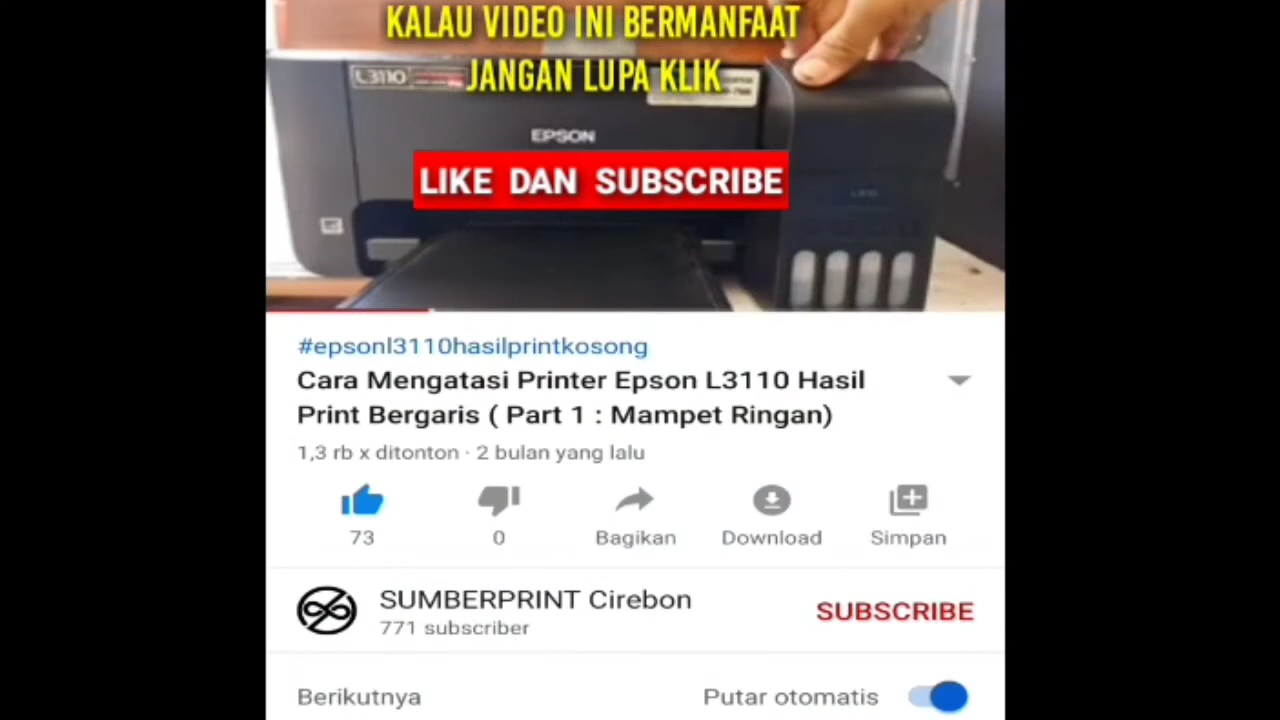 KALAU VIDEO INI BERMANFAAT
JANGAN LUPA KLIK
L3110
EPSON
LIKE DAN SUBSCRIBE
#epsonl3110hasilprintkosong
Cara Mengatasi Printer Epson L3110 Hasil
Print Bergaris ( Part 1 : Mampet Ringan)
1,3 rb x ditonton · 2 bulan yang lalu
73
0
Bagikan
Download
Simpan
SUMBERPRINT Cirebon
771 subscriber
SUBSCRIBE
Berikutnya
Putar otomatis